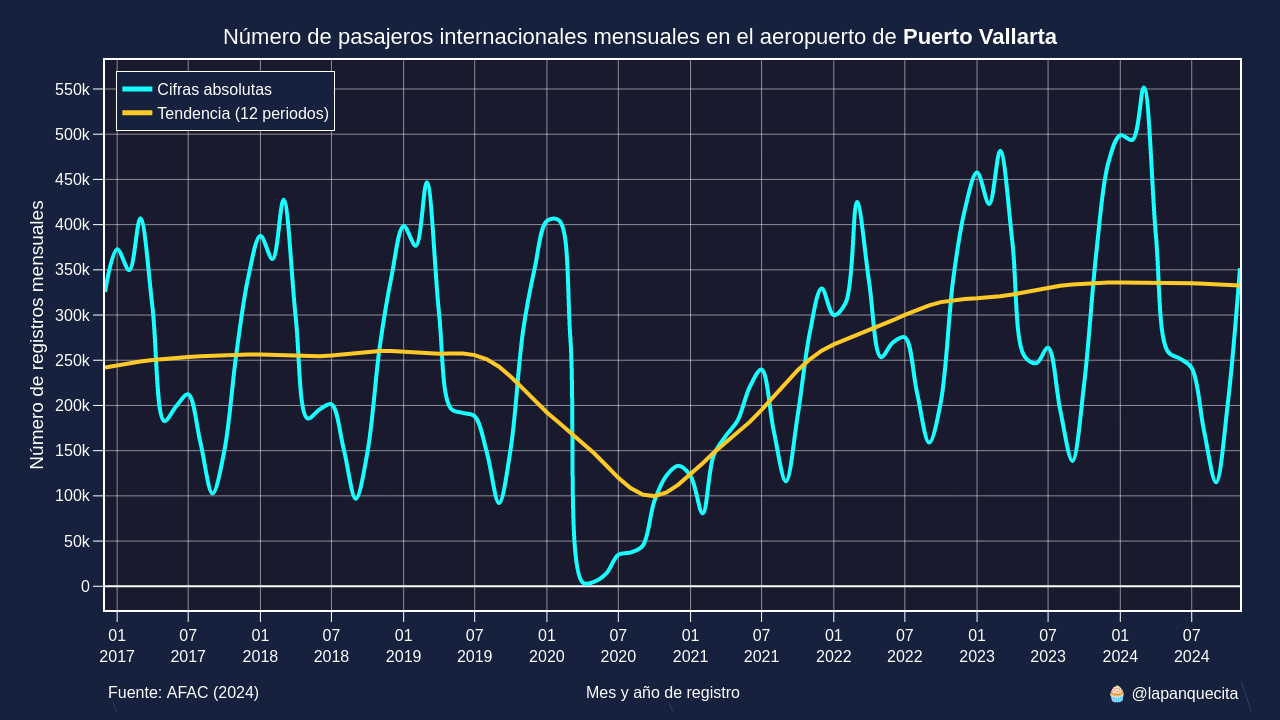 Número de pasajeros internacionales mensuales en el aeropuerto de Puerto Vallarta
Cifras absolutas
Tendencia (12 periodos)
Número de registros mensuales
550k
500k
450k
400k
350k
300k
250k
200k
150k
100k
50k
0
01 07 01 07 01 07 01 07 01 07 01 07 01 07 01 07
2017 2017 2018 2018 2019 2019 2020 2020 2021 2021 2022 2022 2023 2023 2024 2024
Fuente: AFAC (2024)
Mes y año de registro
🧁 @lapanquecita